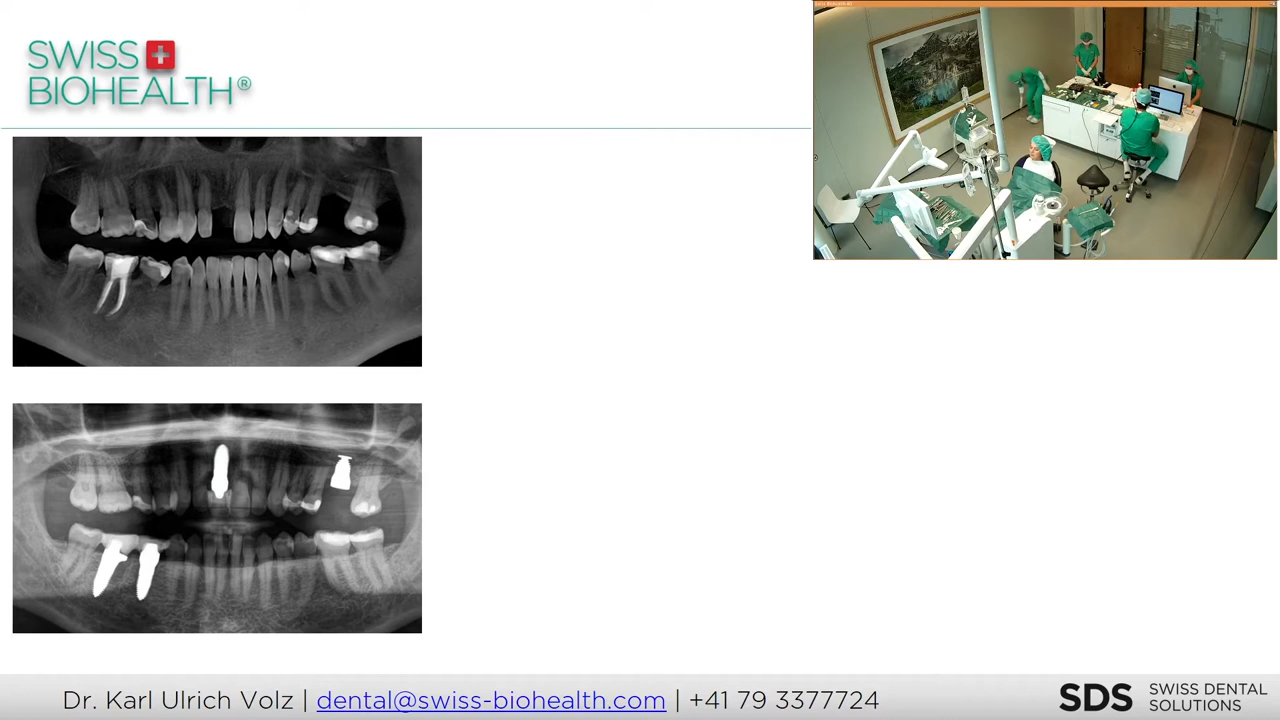 SWISS
BIOHEALTH®
Dr. Karl Ulrich Volz | dental@swiss-biohealth.com | +41 79 3377724
SDS SWISS DENTAL
SOLUTIONS